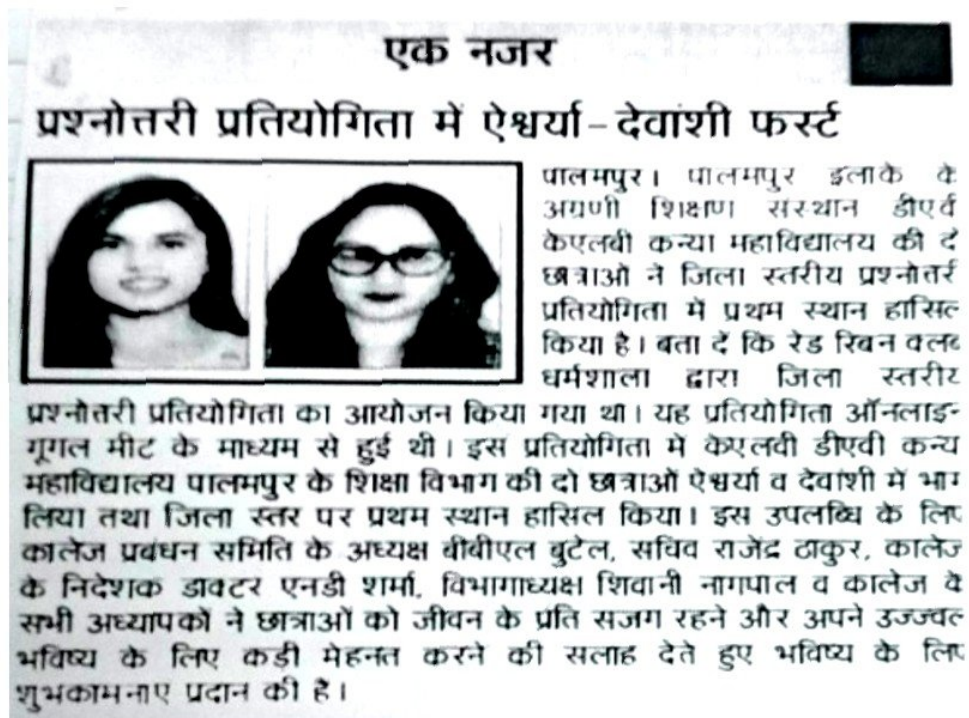 एक नजर
प्रश्नोत्तरी प्रतियोगिता में ऐश्वर्या-देवांशी फर्स्ट
पालमपुर। पालमपुर इलाके के
अग्रणी शिक्षण संस्थान डीएवी
केएलबी कन्या महाविद्यालय की दो
छात्राओं ने जिला स्तरीय प्रश्नोत्तरी
प्रतियोगिता में प्रथम स्थान हासिल
किया है। बता दें कि रेड रिबन क्लब
धर्मशाला द्वारा जिला स्तरीय
प्रश्नोत्तरी प्रतियोगिता का आयोजन किया गया था। यह प्रतियोगिता ऑनलाइन
गूगल मीट के माध्यम से हुई थी। इस प्रतियोगिता में केएलवी डीएवी कन्या
महाविद्यालय पालमपुर के शिक्षा विभाग की दो छात्राओं ऐश्वर्या व देवांशी में भाग
लिया तथा जिला स्तर पर प्रथम स्थान हासिल किया। इस उपलब्धि के लिए
कालेज प्रबंधन समिति के अध्यक्ष बीबीएल बुटेल, सचिव राजेंद्र ठाकुर, कालेज
के निदेशक डाक्टर एनडी शर्मा, विभागाध्यक्ष शिवानी नागपाल व कालेज के
सभी अध्यापकों ने छात्राओं को जीवन के प्रति सजग रहने और अपने उज्ज्वल
भविष्य के लिए कड़ी मेहनत करने की सलाह देते हुए भविष्य के लिए
शुभकामनाए प्रदान की हैं।